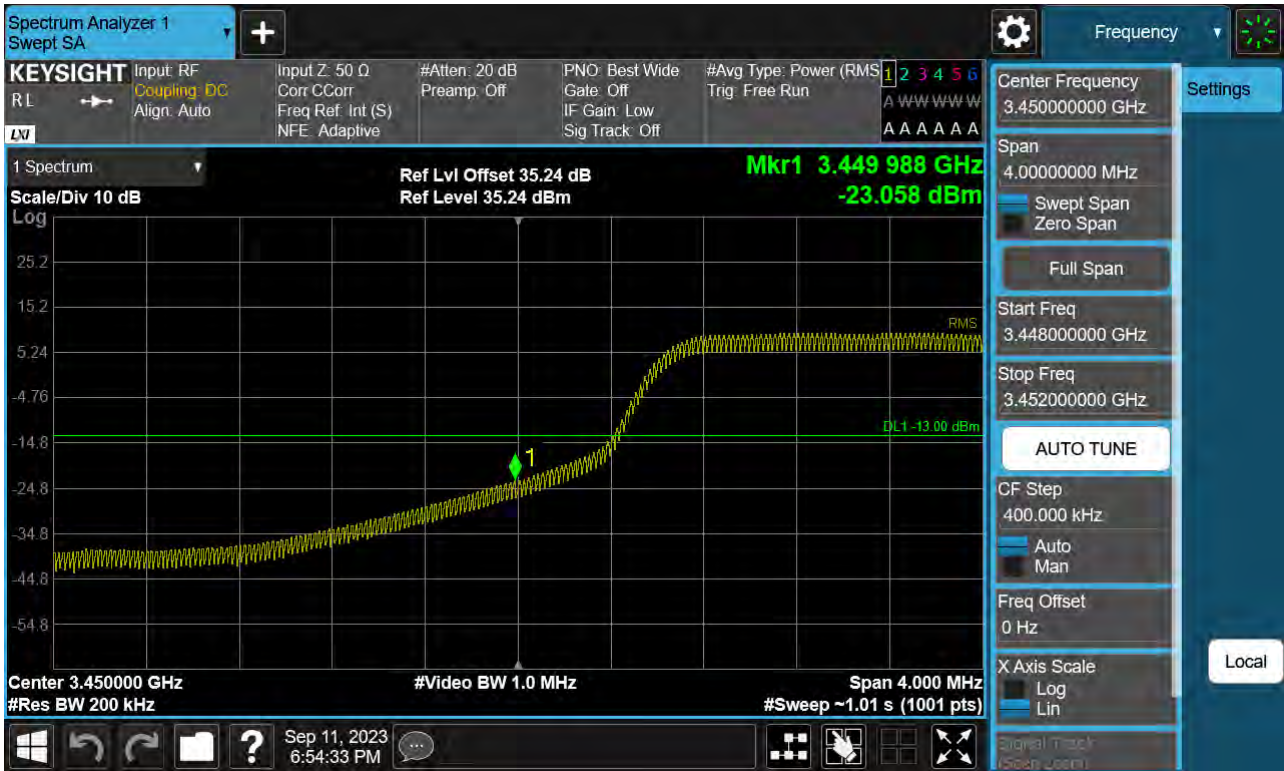 Spectrum Analyzer 1
Swept SA
+
Frequency
KEYSIGHT
RL
LXI
Input: RF
Coupling: DC
Align: Auto
Input Z: 50 Ω
Corr CCorr
Freq Ref: Int (S)
NFE: Adaptive
#Atten: 20 dB
Preamp: Off
PNO: Best Wide
Gate: Off
IF Gain: Low
Sig Track: Off
#Avg Type: Power (RMS
Trig: Free Run
1 2 3 4 5 6
A W W W W W
A A A A A A
1 Spectrum
Scale/Div 10 dB
Log
Ref Lvl Offset 35.24 dB
Ref Level 35.24 dBm
Mkr1 3.449 988 GHz
-23.058 dBm
25.2
15.2
5.24
-4.76
-14.8
-24.8
-34.8
-44.8
-54.8
RMS
DL1 -13.00 dBm
1
Center 3.450000 GHz
#Res BW 200 kHz
#Video BW 1.0 MHz
Span 4.000 MHz
#Sweep ~1.01 s (1001 pts)
Center Frequency
3.450000000 GHz
Settings
Span
4.00000000 MHz
Swept Span
Zero Span
Full Span
Start Freq
3.448000000 GHz
Stop Freq
3.452000000 GHz
AUTO TUNE
CF Step
400.000 kHz
Auto
Man
Freq Offset
0 Hz
X Axis Scale
Log
Lin
Local
Signal Track
(Span Zoom)
?
Sep 11, 2023
6:54:33 PM